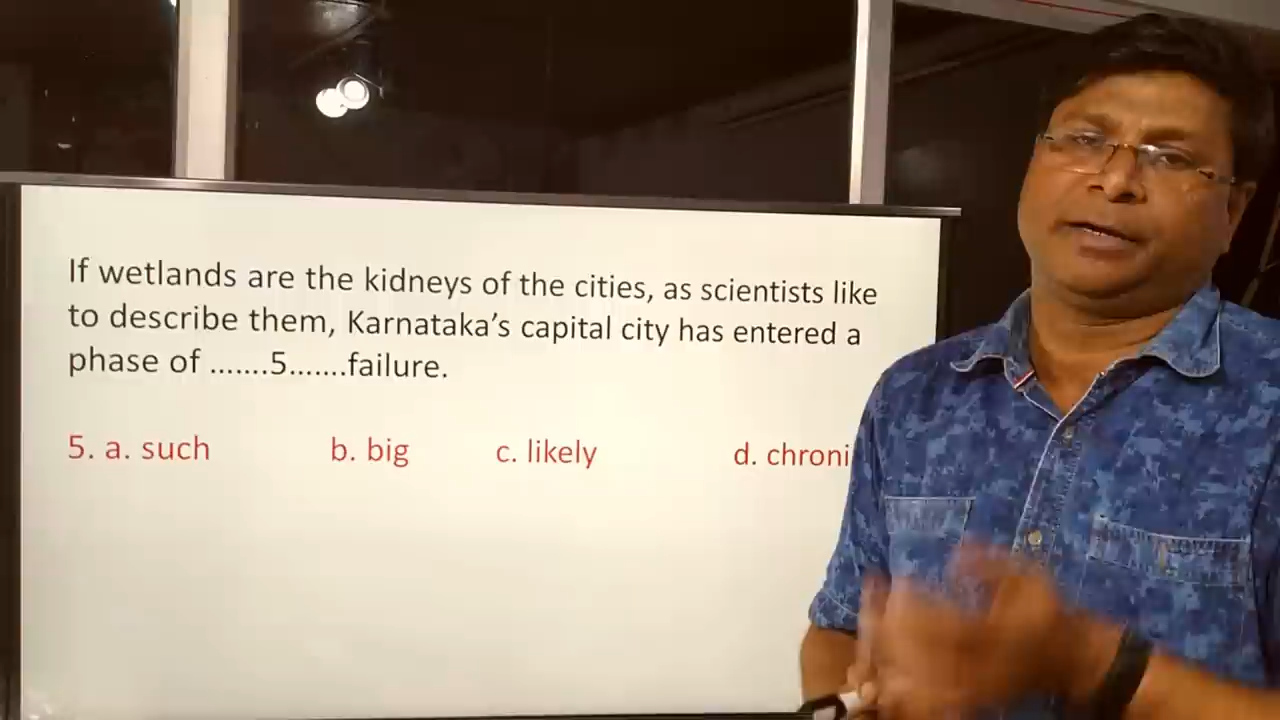 If wetlands are the kidneys of the cities, as scientists like
to describe them, Karnataka’s capital city has entered a
phase of .......5.......failure.
5. a. such b. big c. likely d. chroni